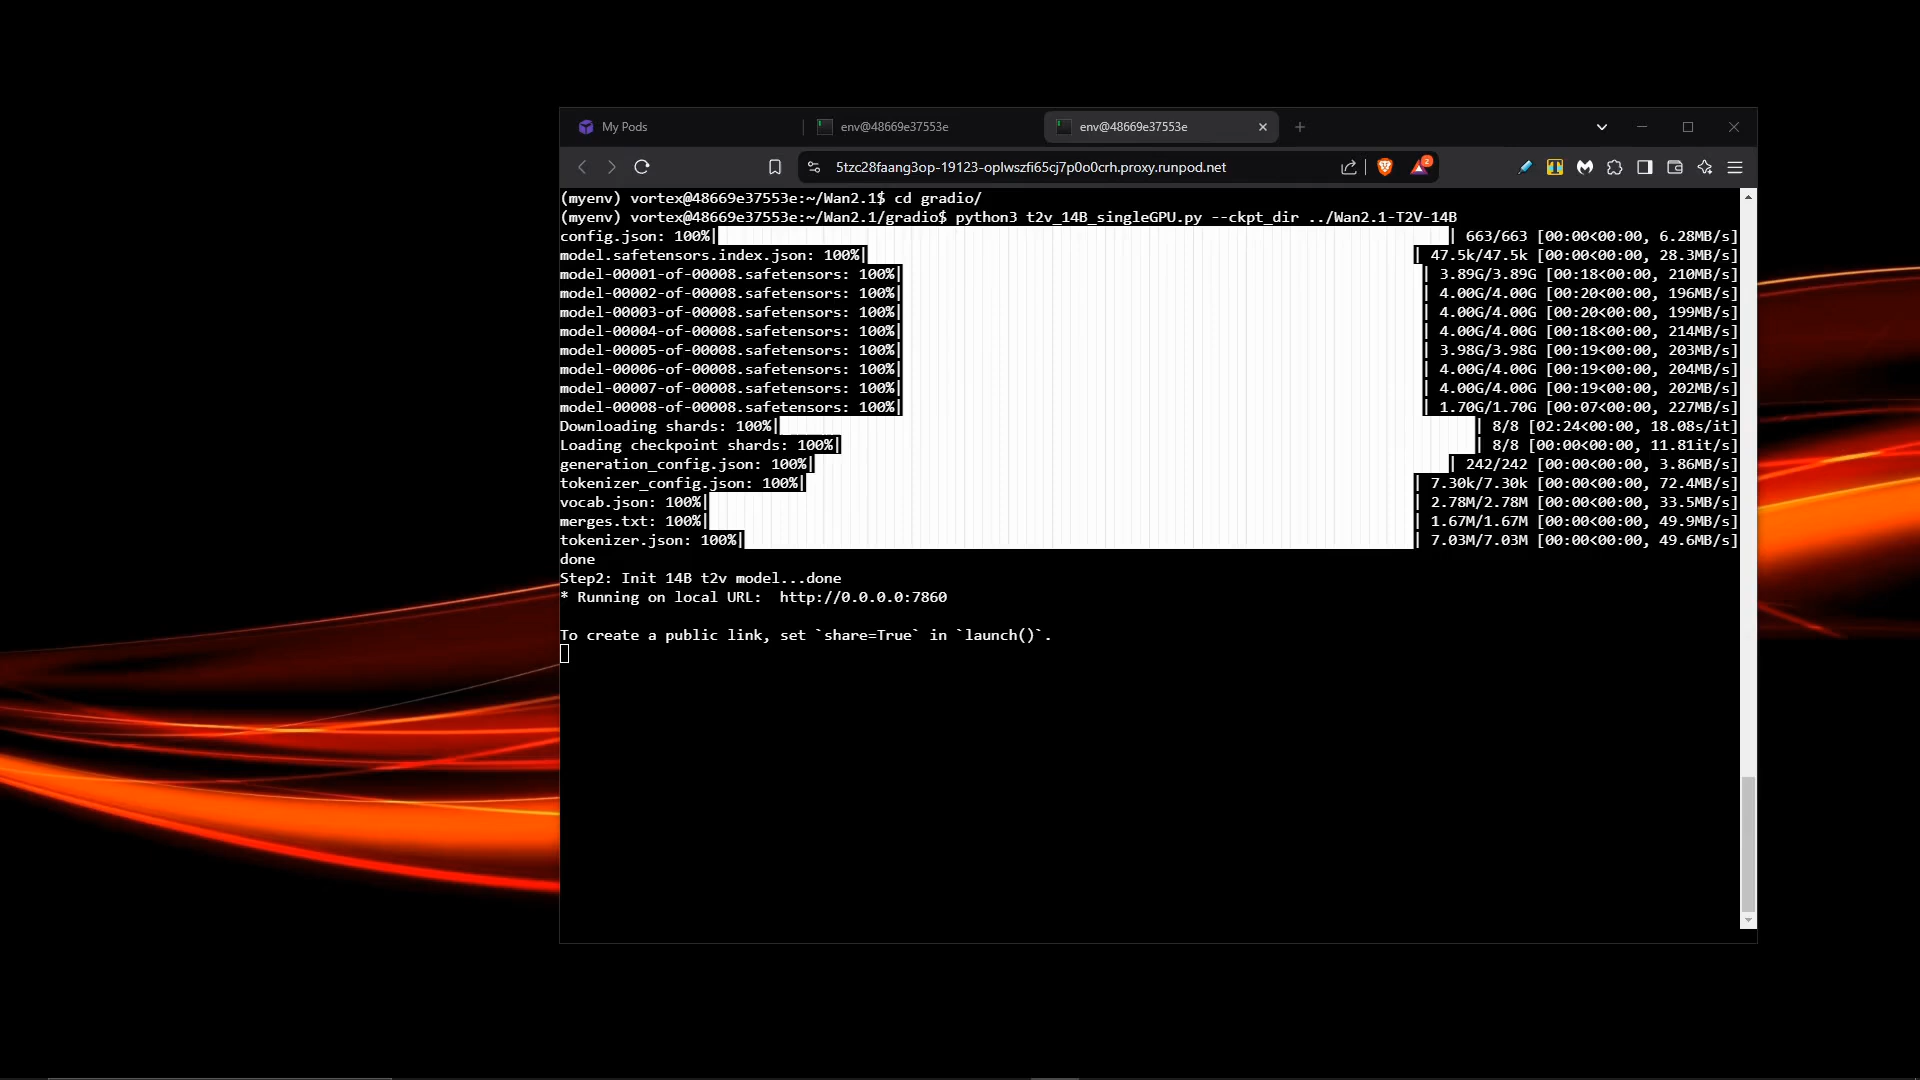 My Pods
env@48669e37553e
env@48669e37553e
5tzc28faang3op-19123-oplwszfi65cj7p0o0crh.proxy.runpod.net
2
(myenv) vortex@48669e37553e:~/Wan2.1$ cd gradio/
(myenv) vortex@48669e37553e:~/Wan2.1/gradio$ python3 t2v_14B_singleGPU.py --ckpt_dir ../Wan2.1-T2V-14B
config.json: 100%| | 663/663 [00:00<00:00, 6.28MB/s]
model.safetensors.index.json: 100%| | 47.5k/47.5k [00:00<00:00, 28.3MB/s]
model-00001-of-00008.safetensors: 100%| | 3.89G/3.89G [00:18<00:00, 210MB/s]
model-00002-of-00008.safetensors: 100%| | 4.00G/4.00G [00:20<00:00, 196MB/s]
model-00003-of-00008.safetensors: 100%| | 4.00G/4.00G [00:20<00:00, 199MB/s]
model-00004-of-00008.safetensors: 100%| | 4.00G/4.00G [00:18<00:00, 214MB/s]
model-00005-of-00008.safetensors: 100%| | 3.98G/3.98G [00:19<00:00, 203MB/s]
model-00006-of-00008.safetensors: 100%| | 4.00G/4.00G [00:19<00:00, 204MB/s]
model-00007-of-00008.safetensors: 100%| | 4.00G/4.00G [00:19<00:00, 202MB/s]
model-00008-of-00008.safetensors: 100%| | 1.70G/1.70G [00:07<00:00, 227MB/s]
Downloading shards: 100%| | 8/8 [02:24<00:00, 18.08s/it]
Loading checkpoint shards: 100%| | 8/8 [00:00<00:00, 11.81it/s]
generation_config.json: 100%| | 242/242 [00:00<00:00, 3.86MB/s]
tokenizer_config.json: 100%| | 7.30k/7.30k [00:00<00:00, 72.4MB/s]
vocab.json: 100%| | 2.78M/2.78M [00:00<00:00, 33.5MB/s]
merges.txt: 100%| | 1.67M/1.67M [00:00<00:00, 49.9MB/s]
tokenizer.json: 100%| | 7.03M/7.03M [00:00<00:00, 49.6MB/s]
done
Step2: Init 14B t2v model...done
* Running on local URL:  http://0.0.0.0:7860
To create a public link, set `share=True` in `launch()`.